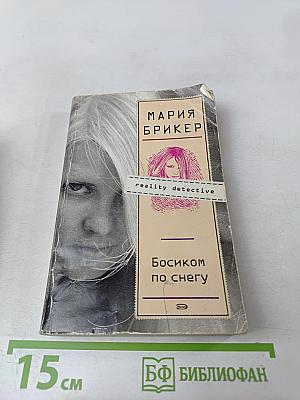 МАРИЯ
БРИКЕР
reality detective
Босиком
по снегу
15 см
БФ БИБЛИОФАН